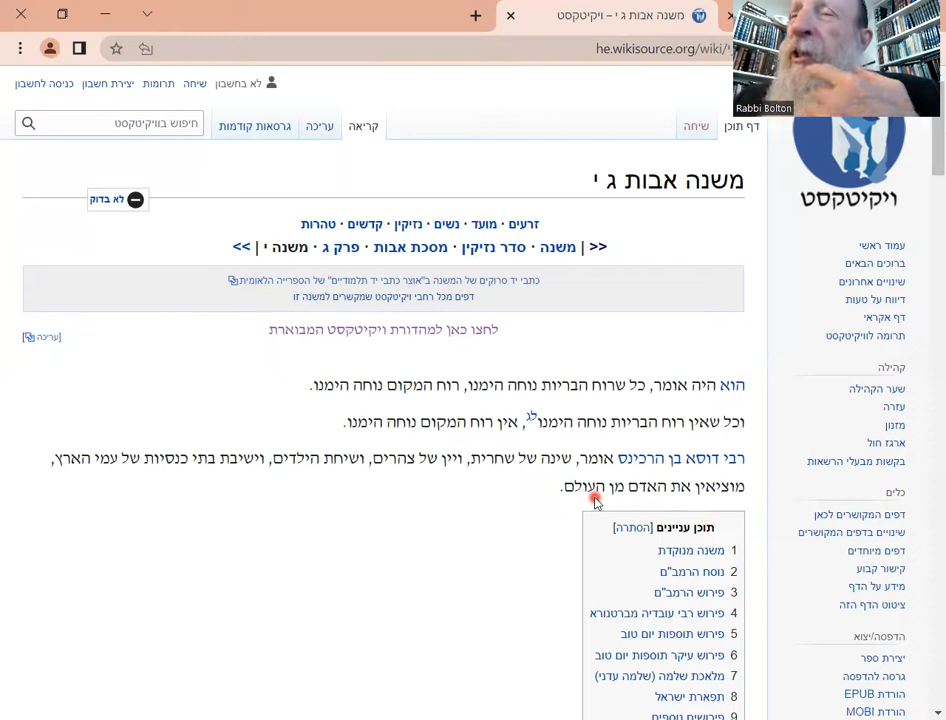 משנה אבות ג י – ויקיטקסט
he.wikisource.org/wiki/
Rabbi Bolton
לא בחשבון
שיחה
תרומות
יצירת חשבון
כניסה לחשבון
דף תוכן
שיחה
קריאה
עריכה
גרסאות קודמות
חיפוש בוויקיטקסט
משנה אבות ג י
לא בדוק
זרעים · מועד · נשים · נזיקין · קדשים · טהרות
<< | משנה · סדר נזיקין · מסכת אבות · פרק ג · משנה י | >>
כתבי יד סרוקים של המשנה ב"אוצר כתבי יד תלמודיים" של הספרייה הלאומית
דפים מכל רחבי ויקיטקסט שמקשרים למשנה זו
לחצו כאן למהדורת ויקיטקסט המבוארת
[עריכה]
הוא היה אומר, כל שרוח הבריות נוחה הימנו, רוח המקום נוחה הימנו.
וכל שאין רוח הבריות נוחה הימנו, אין רוח המקום נוחה הימנו.
רבי דוסא בן הרכינס אומר, שינה של שחרית, ויין של צהרים, ושיחת הילדים, וישיבת בתי כנסיות של עמי הארץ,
מוציאין את האדם מן העולם.
תוכן עניינים [הסתרה]
1 משנה מנוקדת
2 נוסח הרמב"ם
3 פירוש הרמב"ם
4 פירוש רבי עובדיה מברטנורא
5 פירוש תוספות יום טוב
6 פירוש עיקר תוספות יום טוב
7 מלאכת שלמה (שלמה עדני)
8 תפארת ישראל
9 פירושים נוספים
ויקיטקסט
עמוד ראשי
ברוכים הבאים
שינויים אחרונים
דיווח על טעות
דף אקראי
תרומה לוויקיטקסט
קהילה
שער הקהילה
עזרה
מזנון
ארגז חול
בקשות מבעלי הרשאות
כלים
דפים המקושרים לכאן
שינויים בדפים המקושרים
דפים מיוחדים
קישור קבוע
מידע על הדף
ציטוט הדף הזה
הדפסה/יצוא
יצירת ספר
גרסה להדפסה
הורדת EPUB
הורדת MOBI